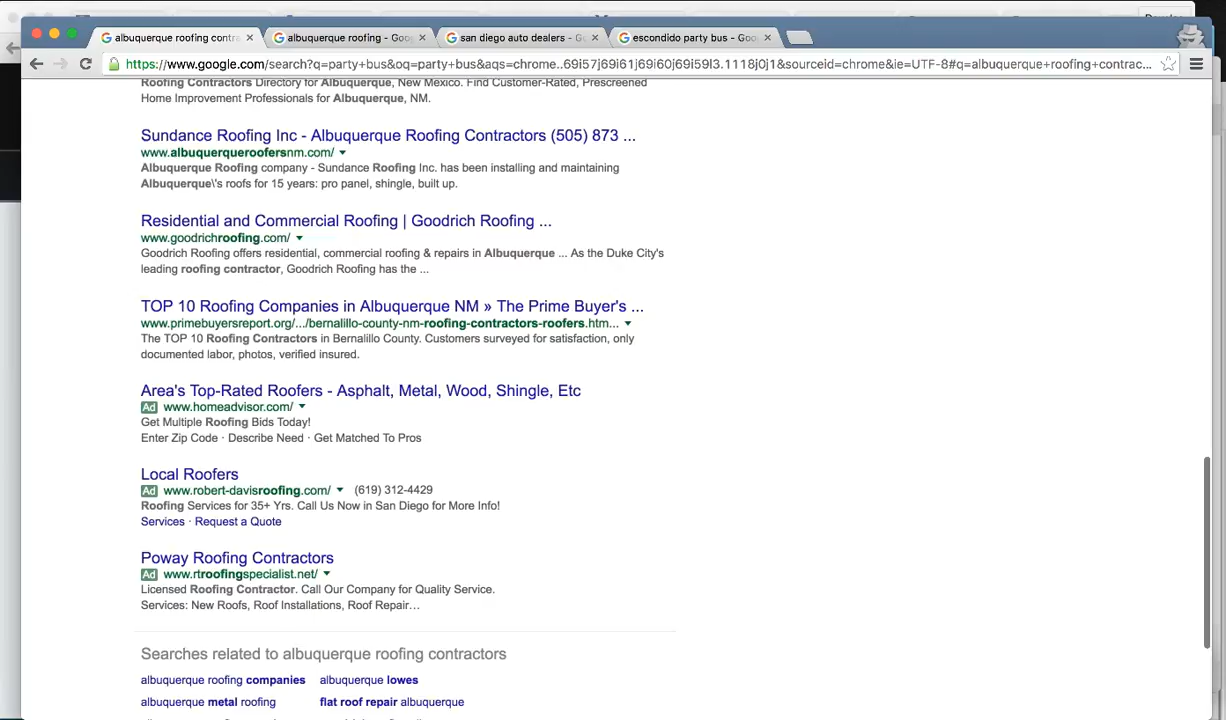 albuquerque roofing contra
albuquerque roofing - Goo
san diego auto dealers - Go
escondido party bus - Goo
https://www.google.com/search?q=party+bus&oq=party+bus&aqs=chrome..69i57j69i61j69i60j69i59l3.1118j0j1&sourceid=chrome&ie=UTF-8#q=albuquerque+roofing+contrac...
Roofing Contractors Directory for Albuquerque, New Mexico. Find Customer-Rated, Prescreened
Home Improvement Professionals for Albuquerque, NM.
Sundance Roofing Inc - Albuquerque Roofing Contractors (505) 873 ...
www.albuquerqueroofersnm.com/
Albuquerque Roofing company - Sundance Roofing Inc. has been installing and maintaining
Albuquerque\'s roofs for 15 years: pro panel, shingle, built up.
Residential and Commercial Roofing | Goodrich Roofing ...
www.goodrichroofing.com/
Goodrich Roofing offers residential, commercial roofing & repairs in Albuquerque ... As the Duke City's
leading roofing contractor, Goodrich Roofing has the ...
TOP 10 Roofing Companies in Albuquerque NM » The Prime Buyer's ...
www.primebuyersreport.org/.../bernalillo-county-nm-roofing-contractors-roofers.htm...
The TOP 10 Roofing Contractors in Bernalillo County. Customers surveyed for satisfaction, only
documented labor, photos, verified insured.
Area's Top-Rated Roofers - Asphalt, Metal, Wood, Shingle, Etc
Ad www.homeadvisor.com/
Get Multiple Roofing Bids Today!
Enter Zip Code · Describe Need · Get Matched To Pros
Local Roofers
Ad www.robert-davisroofing.com/ (619) 312-4429
Roofing Services for 35+ Yrs. Call Us Now in San Diego for More Info!
Services · Request a Quote
Poway Roofing Contractors
Ad www.rtroofingspecialist.net/
Licensed Roofing Contractor. Call Our Company for Quality Service.
Services: New Roofs, Roof Installations, Roof Repair...
Searches related to albuquerque roofing contractors
albuquerque roofing companies albuquerque lowes
albuquerque metal roofing flat roof repair albuquerque